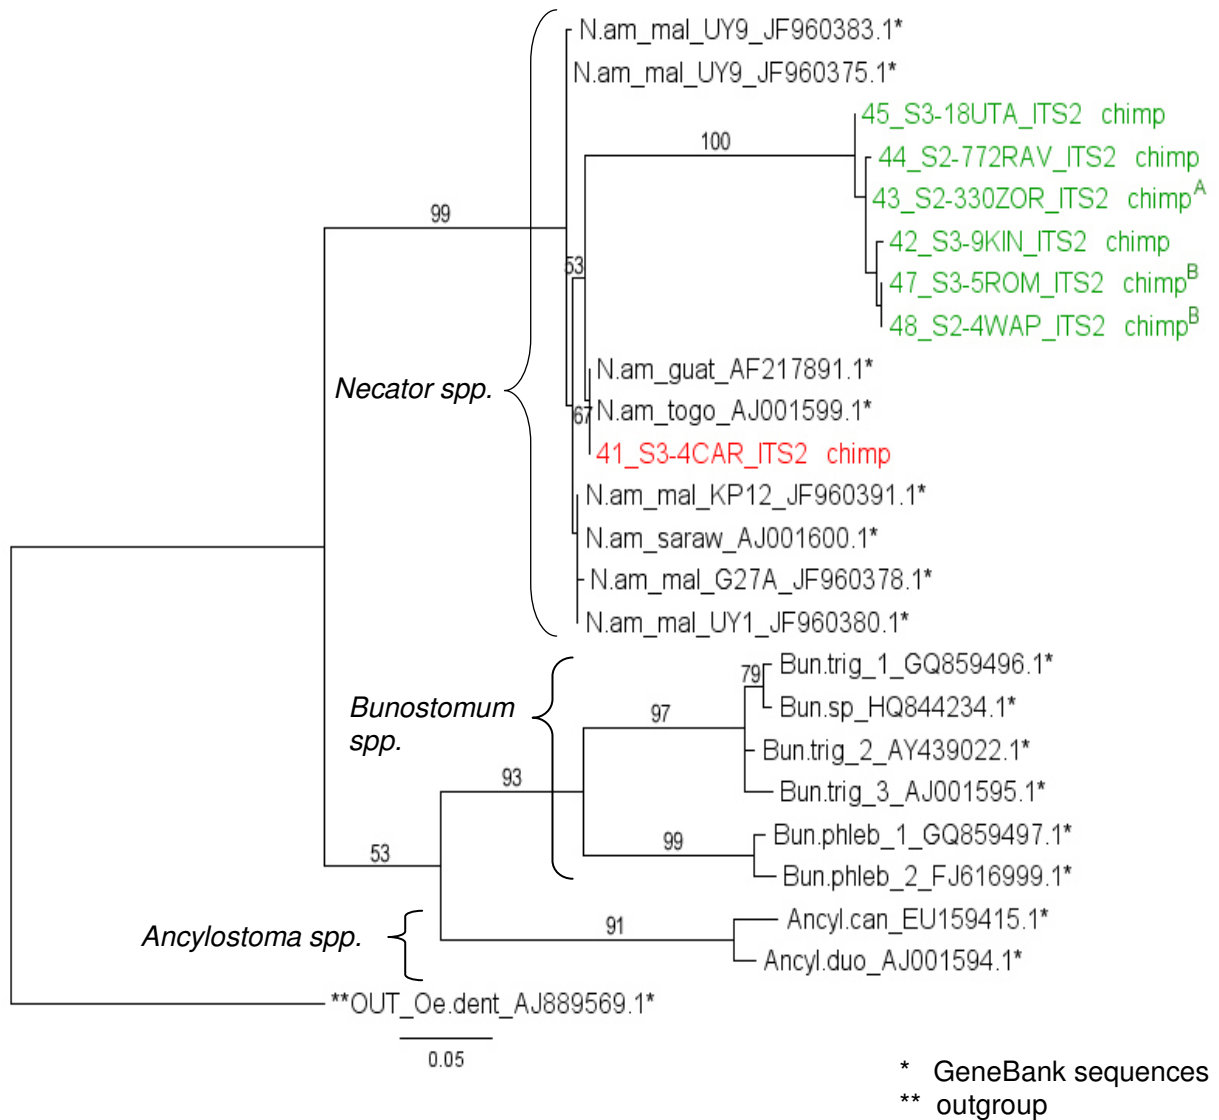 N.am_mal_UY9_JF960383.1*
N.am_mal_UY9_JF960375.1*
45_S3-18UTA_ITS2 chimp
100
44_S2-772RAV_ITS2 chimp
43_S2-330ZOR_ITS2 chimpA
99
42_S3-9KIN_ITS2 chimp
53
47_S3-5ROM_ITS2 chimpB
48_S2-4WAP_ITS2 chimpB
N.am_guat_AF217891.1*
Necator spp.
67
N.am_togo_AJ001599.1*
41_S3-4CAR_ITS2 chimp
N.am_mal_KP12_JF960391.1*
N.am_saraw_AJ001600.1*
N.am_mal_G27A_JF960378.1*
N.am_mal_UY1_JF960380.1*
79
Bun.trig_1_GQ859496.1*
Bunostomum
spp.
97
Bun.sp_HQ844234.1*
Bun.trig_2_AY439022.1*
93
Bun.trig_3_AJ001595.1*
99
Bun.phleb_1_GQ859497.1*
53
Bun.phleb_2_FJ616999.1*
Ancylostoma spp.
91
Ancyl.can_EU159415.1*
Ancyl.duo_AJ001594.1*
**OUT_Oe.dent_AJ889569.1*
0.05
* GeneBank sequences
** outgroup